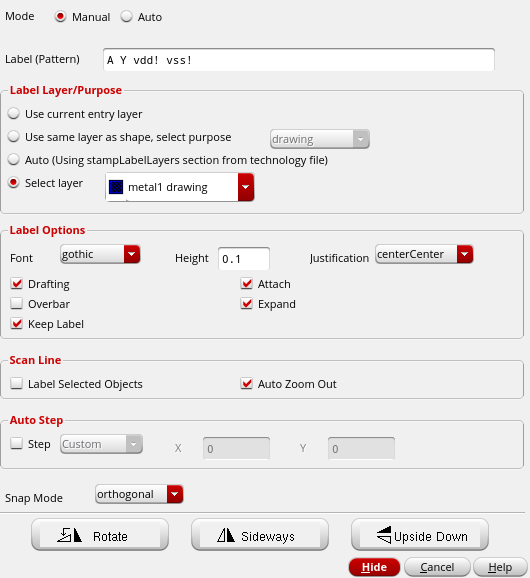 Mode Manual Auto
Label (Pattern) A Y vdd! vss!
Label Layer/Purpose
Use current entry layer
Use same layer as shape, select purpose drawing
Auto (Using stampLabelLayers section from technology file)
Select layer metal1 drawing
Label Options
Font gothic Height 0.1 Justification centerCenter
Drafting Attach
Overbar Expand
Keep Label
Scan Line
Label Selected Objects Auto Zoom Out
Auto Step
Step Custom X 0 Y 0
Snap Mode orthogonal
Rotate Sideways Upside Down
Hide Cancel Help